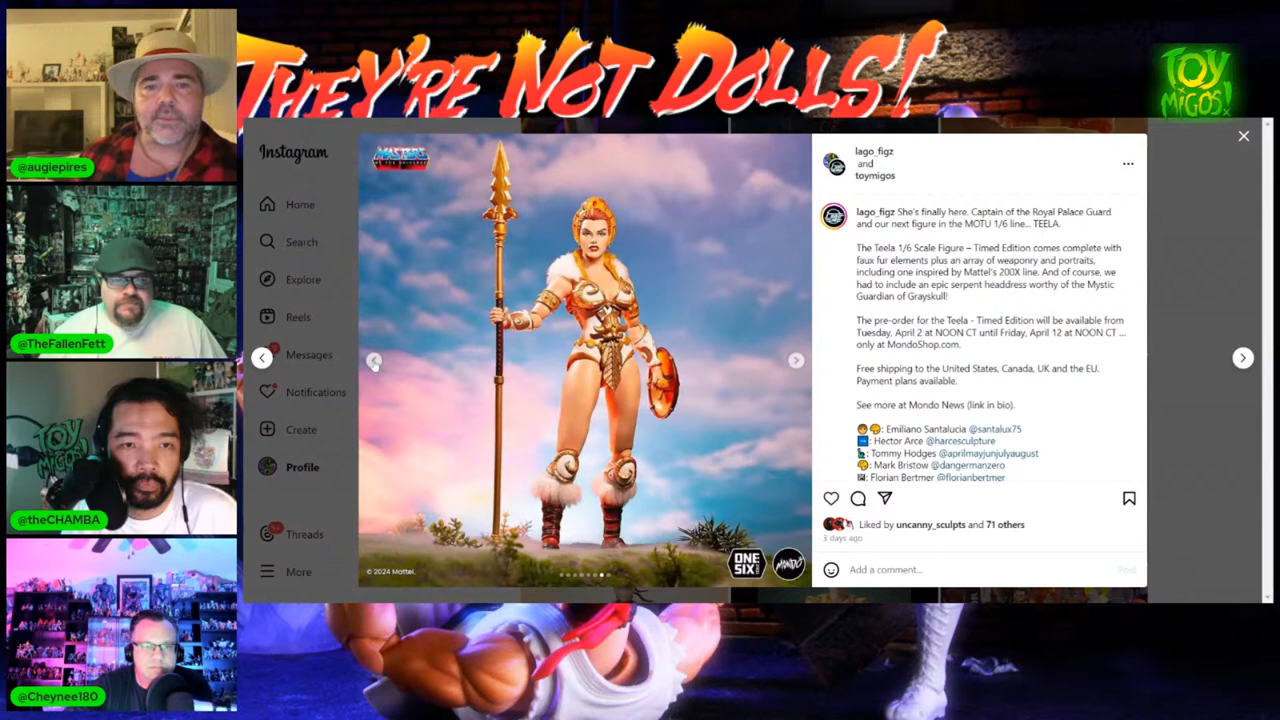 THEY'RE NOT DOLLS!
TOY
MIGOS!
@augiepires
@TheFallenFett
TOY
MIGOS
@theCHAMBA
@Cheynee180
Instagram
Home
Search
Explore
Reels
Messages
Notifications
Create
Profile
Threads
More
MASTERS
OF THE UNIVERSE
© 2024 Mattel.
ONE
SIX
MONDO
lago_figz
and
toymigos
lago_figz She's finally here. Captain of the Royal Palace Guard
and our next figure in the MOTU 1/6 line... TEELA.
The Teela 1/6 Scale Figure – Timed Edition comes complete with
faux fur elements plus an array of weaponry and portraits,
including one inspired by Mattel's 200X line. And of course, we
had to include an epic serpent headdress worthy of the Mystic
Guardian of Grayskull!
The pre-order for the Teela - Timed Edition will be available from
Tuesday, April 2 at NOON CT until Friday, April 12 at NOON CT ...
only at MondoShop.com.
Free shipping to the United States, Canada, UK and the EU.
Payment plans available.
See more at Mondo News (link in bio).
: Emiliano Santalucia @santalux75
: Hector Arce @harcesculpture
: Tommy Hodges @aprilmayjunjulyaugust
: Mark Bristow @dangermanzero
: Florian Bertmer @florianbertmer
Liked by uncanny_sculpts and 71 others
3 days ago
Add a comment...
Post